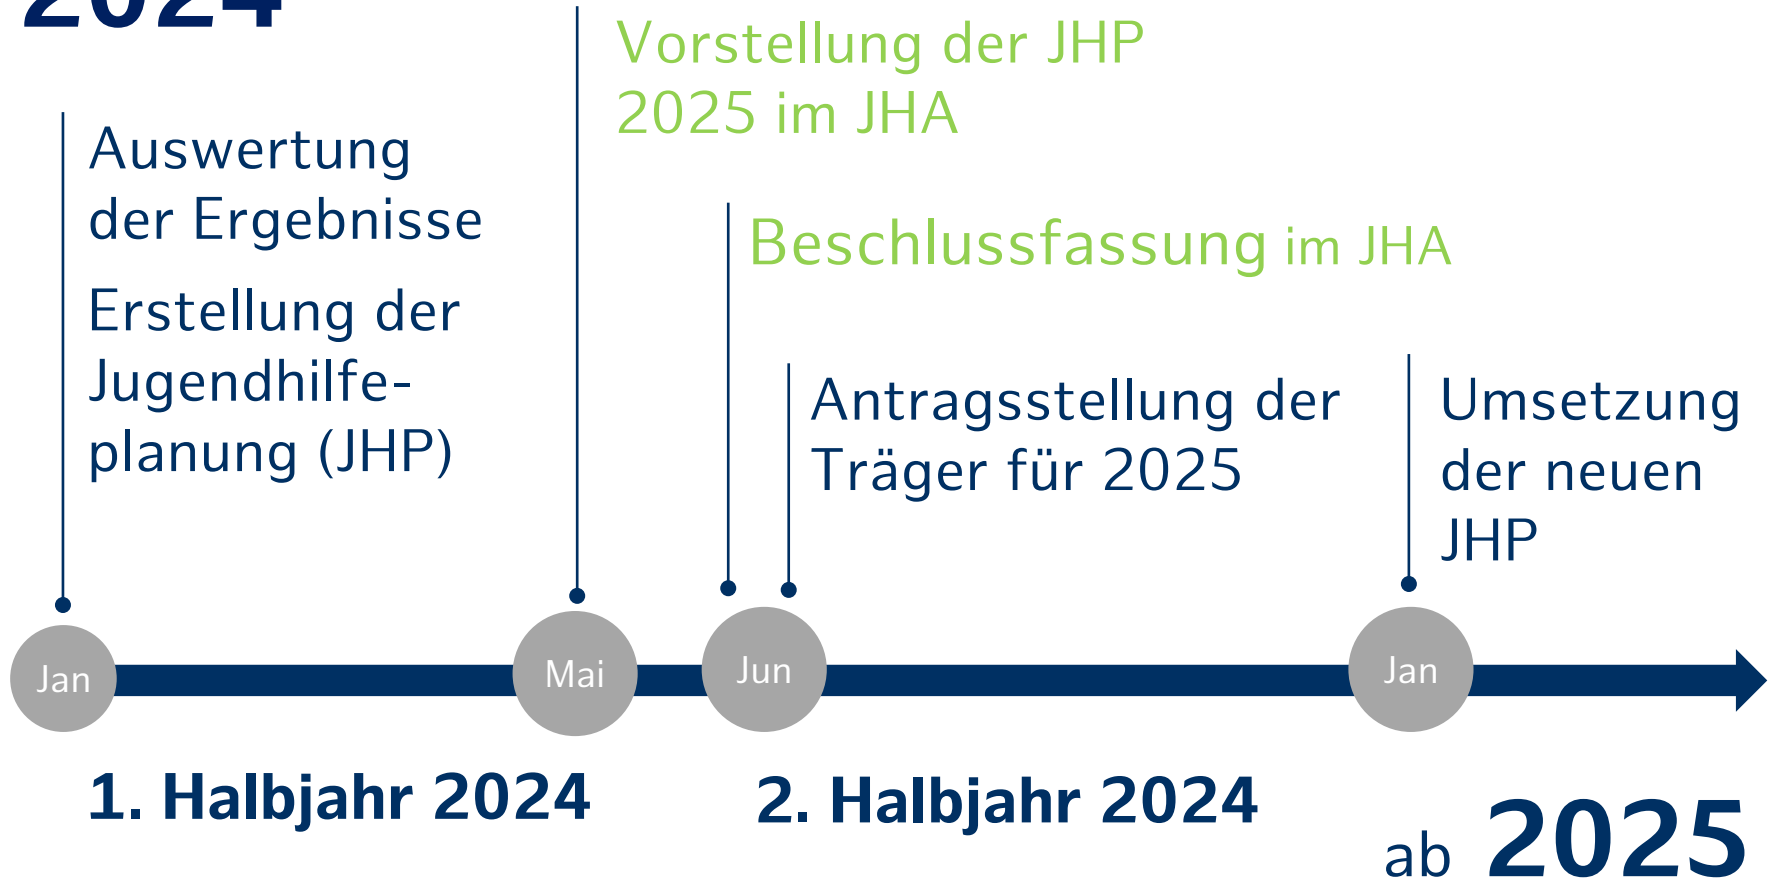 2024
Vorstellung der JHP
2025 im JHA
Auswertung
der Ergebnisse
Erstellung der
Jugendhilfe-
planung (JHP)
Beschlussfassung im JHA
Antragsstellung der
Träger für 2025
Umsetzung
der neuen
JHP
Jan
Mai
Jun
Jan
1. Halbjahr 2024
2. Halbjahr 2024
ab 2025